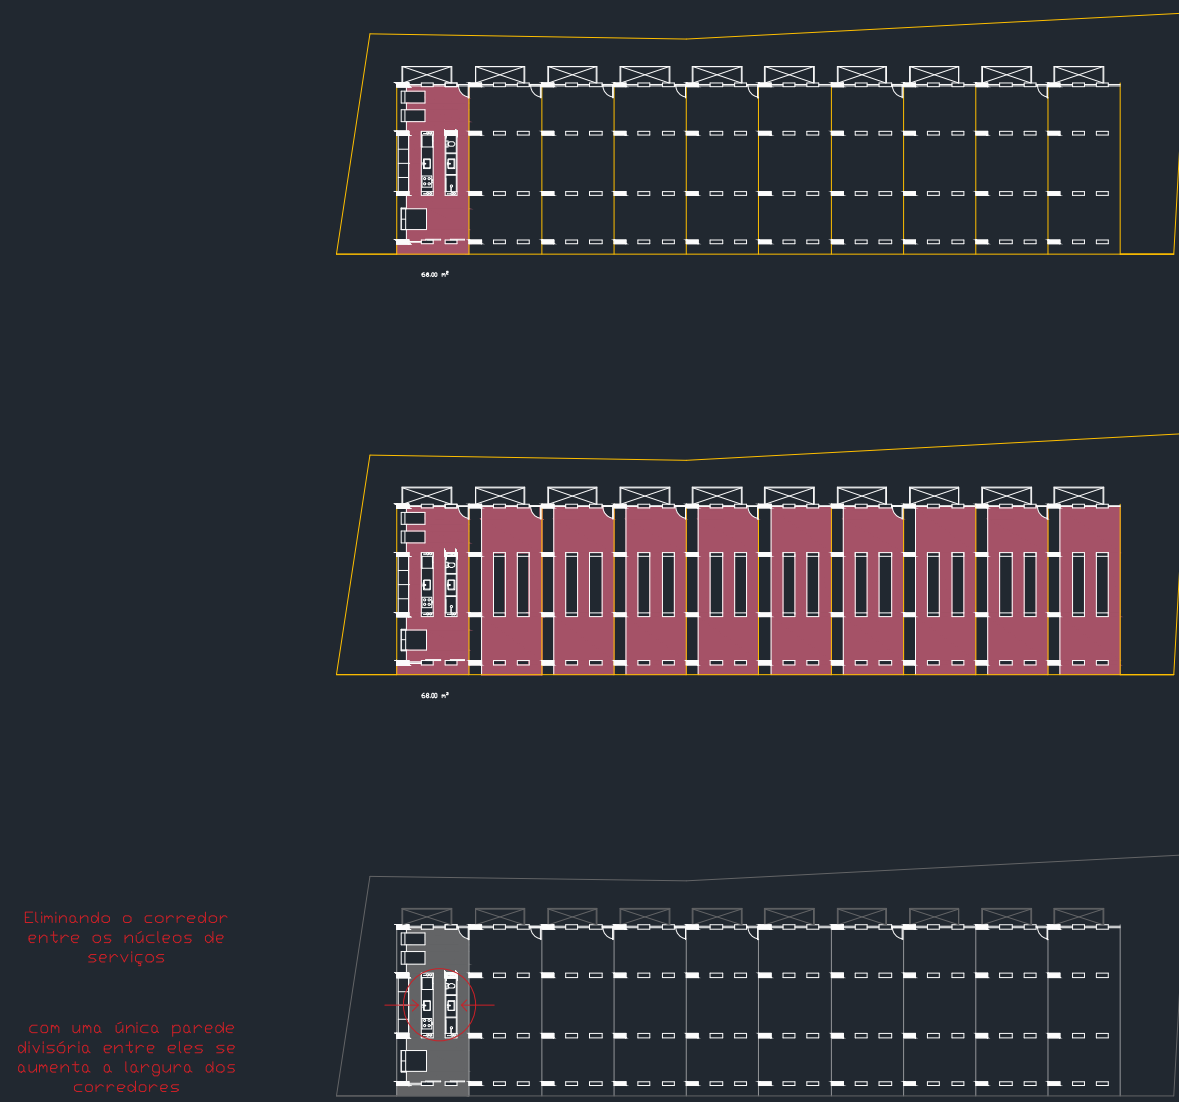 68.00 m²
68.00 m²
Eliminando o corredor
entre os núcleos de
serviços
com uma única parede
divisória entre eles se
aumenta a largura dos
corredores